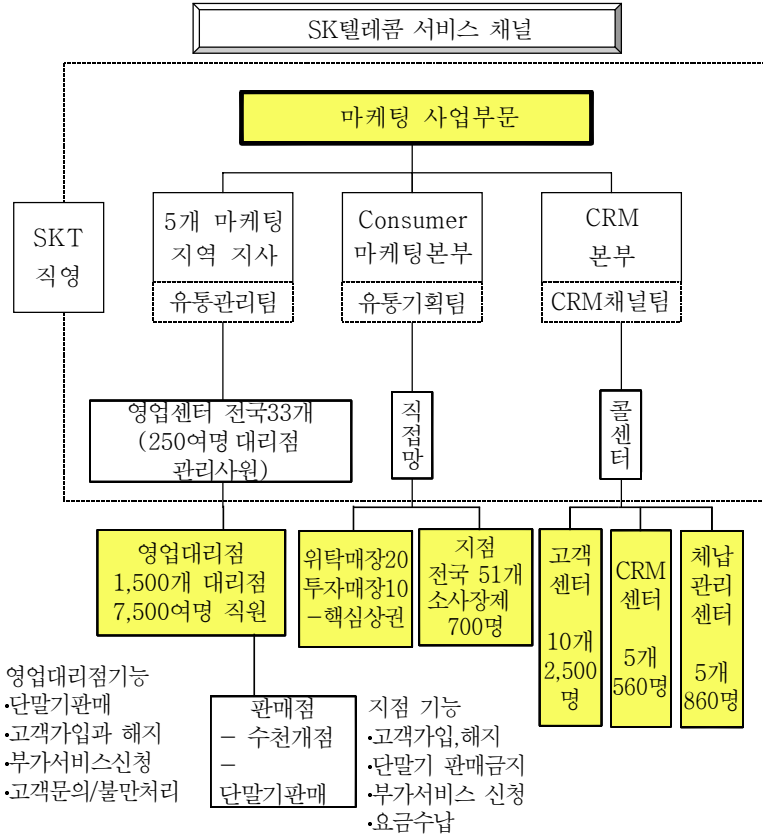 SK텔레콤 서비스 채널
마케팅 사업부문
SKT
직영
5개 마케팅
지역 지사
유통관리팀
Consumer
마케팅본부
유통기획팀
CRM
본부
CRM채널팀
영업센터 전국33개
(250여명 대리점
관리사원)
직
접
망
콜
센
터
영업대리점
1,500개 대리점
7,500여명 직원
위탁매장20
투자매장10
-핵심상권
지점
전국 51개
소사장제
700명
고객
센터
10개
2,500
명
CRM
센터
5개
560명
체납
관리
센터
5개
860명
영업대리점기능
•단말기판매
•고객가입과 해지
•부가서비스신청
•고객문의/불만처리
판매점
- 수천개점
-
단말기판매
지점 기능
•고객가입,해지
•단말기 판매금지
•부가서비스 신청
•요금수납